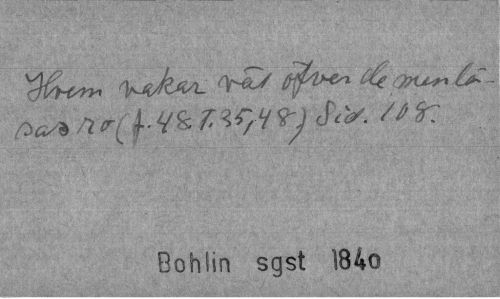 Hvem vakar väl öfver de menlö-
sas ro (f. 48. T. 35, 48) Sid. 108.
Bohlin sgst 1840